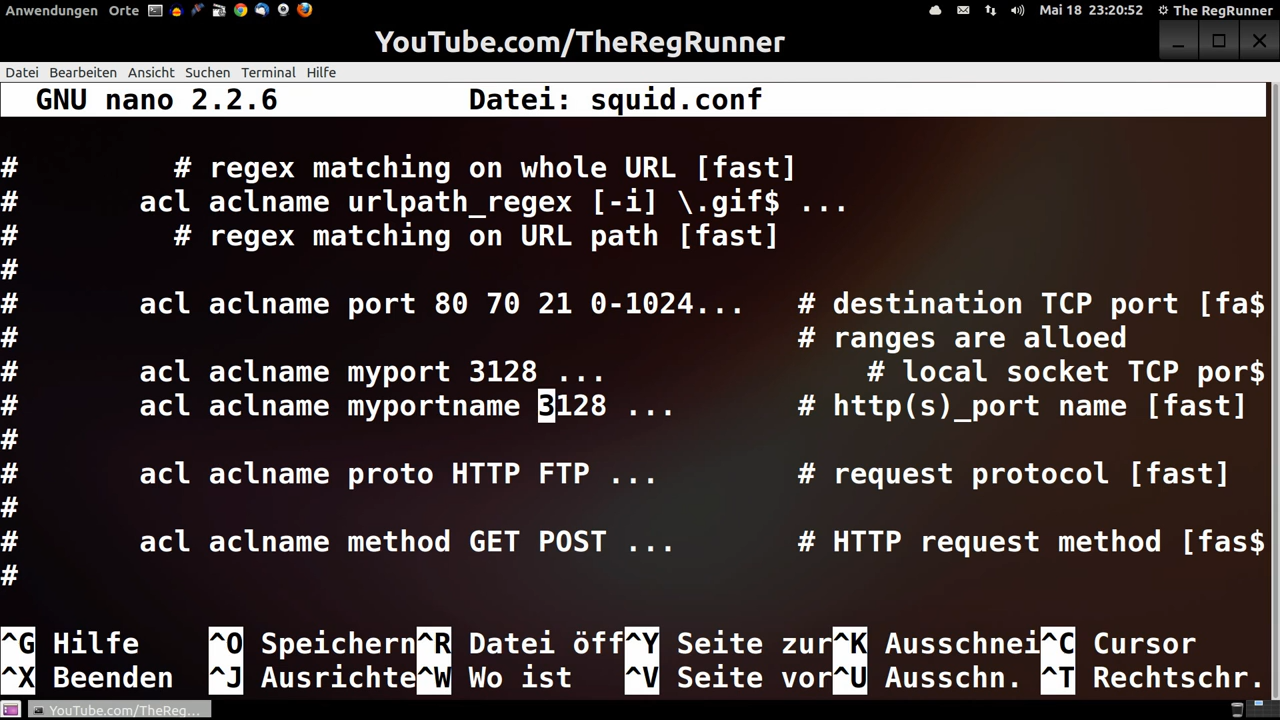 Anwendungen Orte Mai 18 23:20:52 The RegRunner
YouTube.com/TheRegRunner
Datei Bearbeiten Ansicht Suchen Terminal Hilfe
GNU nano 2.2.6 Datei: squid.conf
# # regex matching on whole URL [fast]
# acl aclname urlpath_regex [-i] \.gif$ ...
# # regex matching on URL path [fast]
#
# acl aclname port 80 70 21 0-1024... # destination TCP port [fa$
# # ranges are alloed
# acl aclname myport 3128 ... # local socket TCP por$
# acl aclname myportname 3128 ... # http(s)_port name [fast]
#
# acl aclname proto HTTP FTP ... # request protocol [fast]
#
# acl aclname method GET POST ... # HTTP request method [fas$
#
^G Hilfe ^O Speichern ^R Datei öff ^Y Seite zur ^K Ausschnei ^C Cursor
^X Beenden ^J Ausrichte ^W Wo ist ^V Seite vor ^U Ausschn. ^T Rechtschr.
YouTube.com/TheReg...